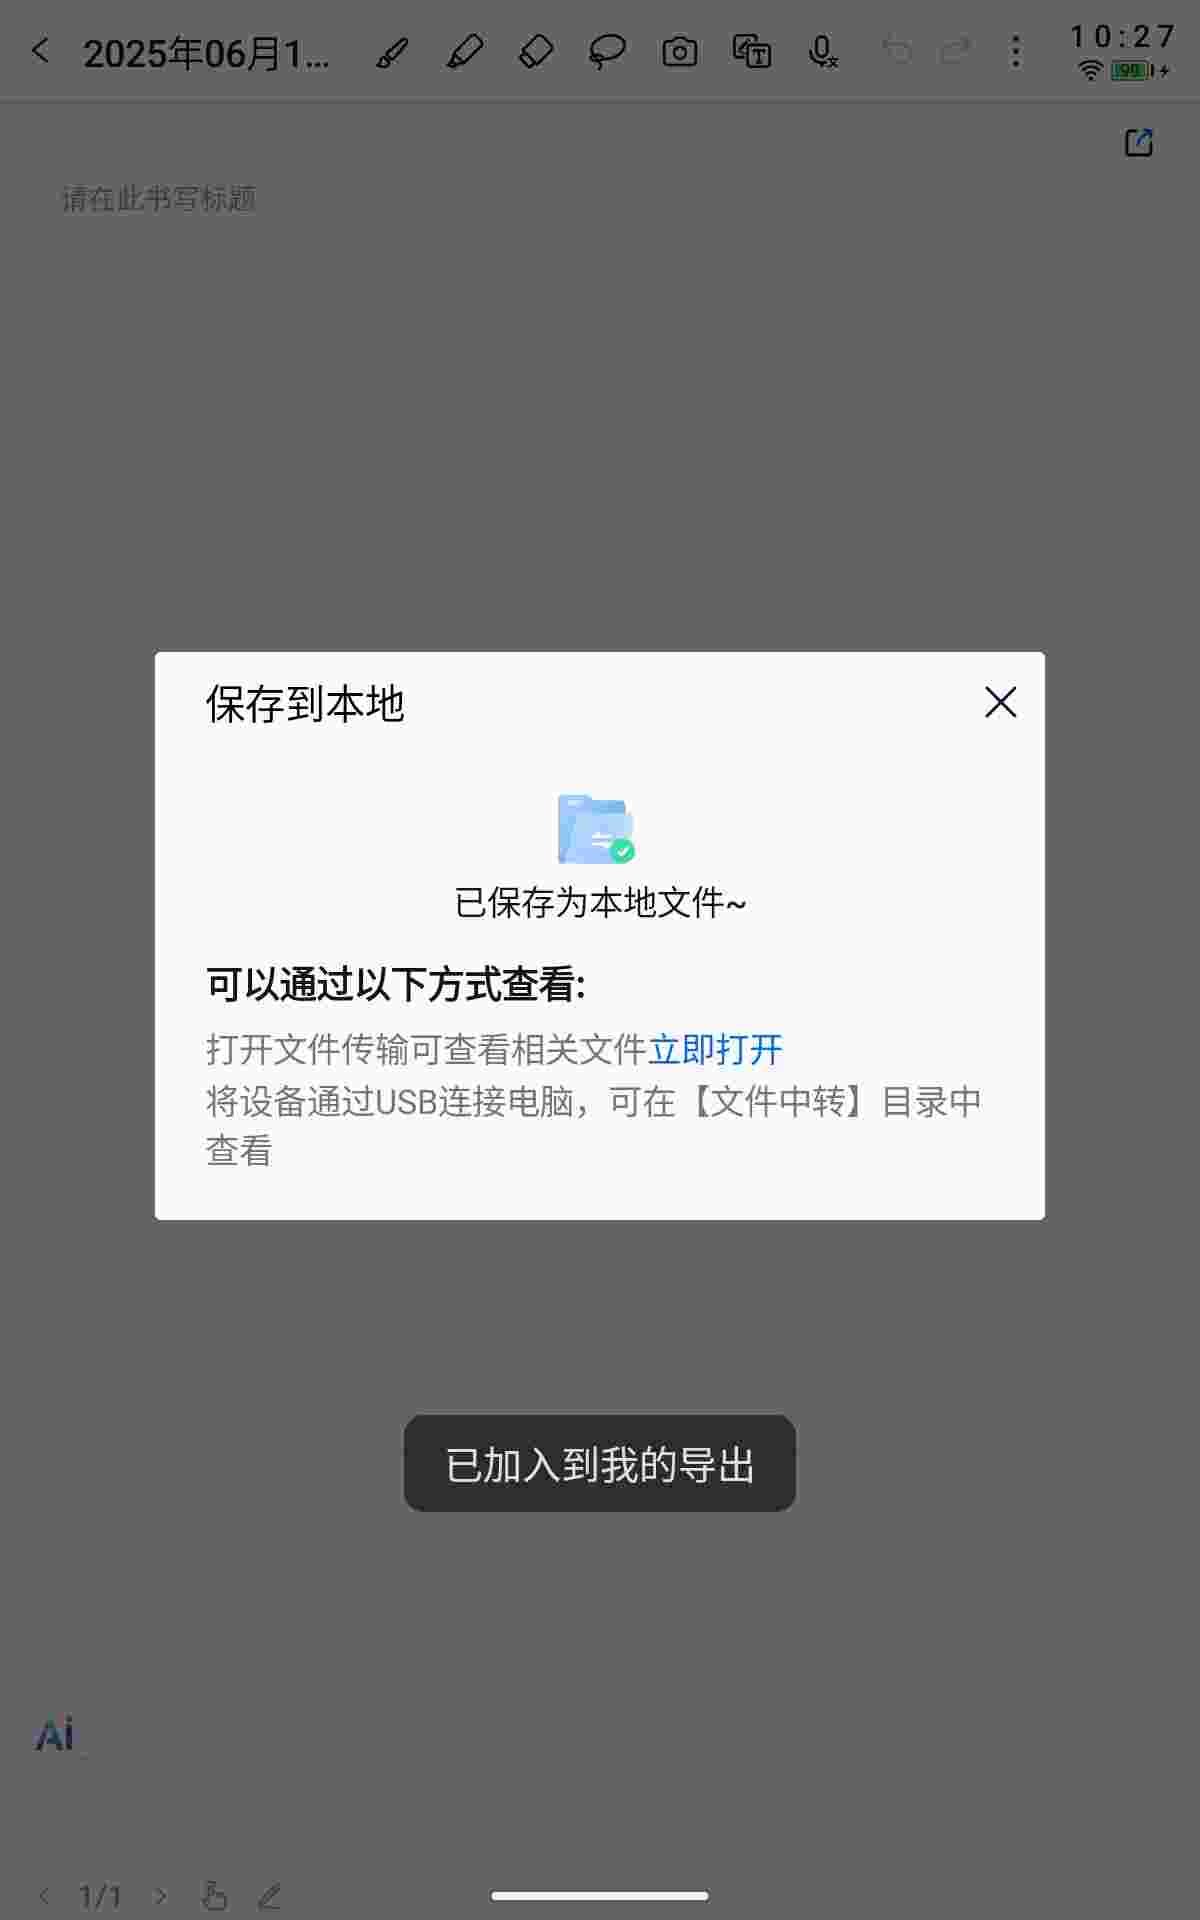 2025年06月1...
10:27
99
请在此书写标题
保存到本地
已保存为本地文件~
可以通过以下方式查看:
打开文件传输可查看相关文件立即打开
将设备通过USB连接电脑，可在【文件中转】目录中
查看
已加入到我的导出
Ai
1/1